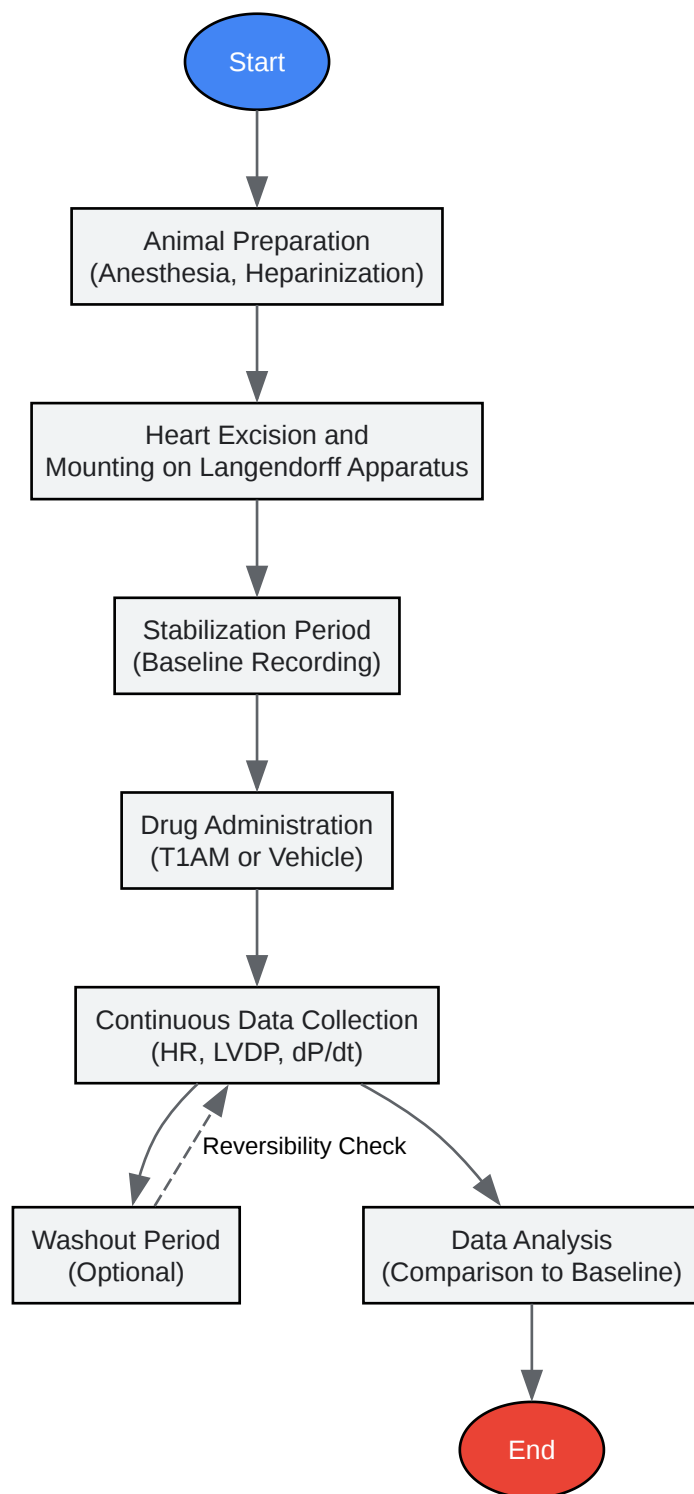 Start
Animal Preparation
(Anesthesia, Heparinization)
Heart Excision and
Mounting on Langendorff Apparatus
Stabilization Period
(Baseline Recording)
Drug Administration
(T1AM or Vehicle)
Continuous Data Collection
(HR, LVDP, dP/dt)
Reversibility Check
Washout Period
(Optional)
Data Analysis
(Comparison to Baseline)
End